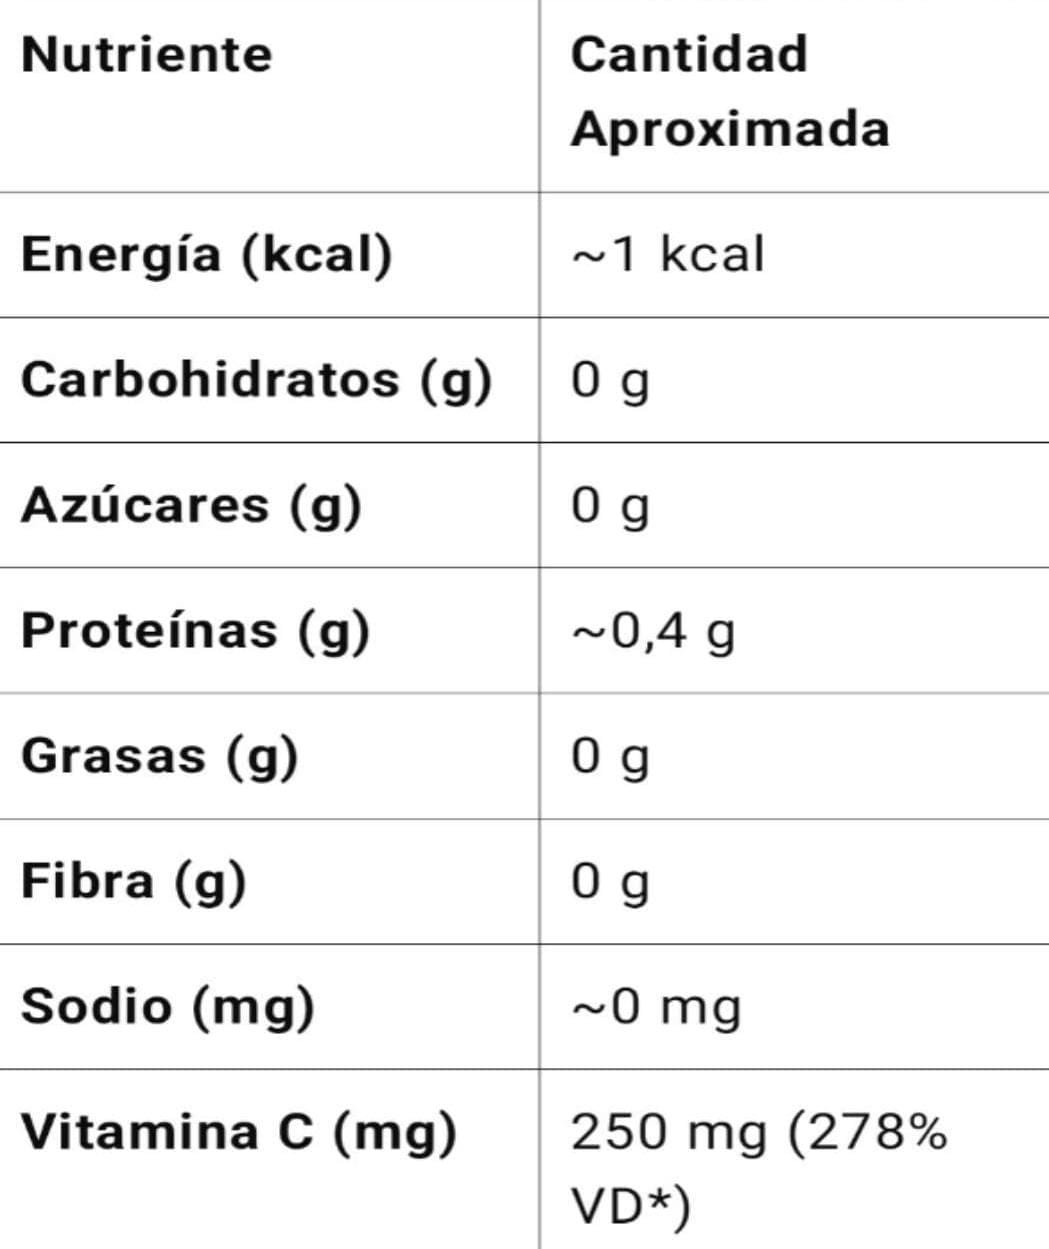 Nutriente
Cantidad
Aproximada
Energía (kcal)
~1 kcal
Carbohidratos (g)
0 g
Azúcares (g)
0 g
Proteínas (g)
~0,4 g
Grasas (g)
0 g
Fibra (g)
0 g
Sodio (mg)
~0 mg
Vitamina C (mg)
250 mg (278%
VD*)